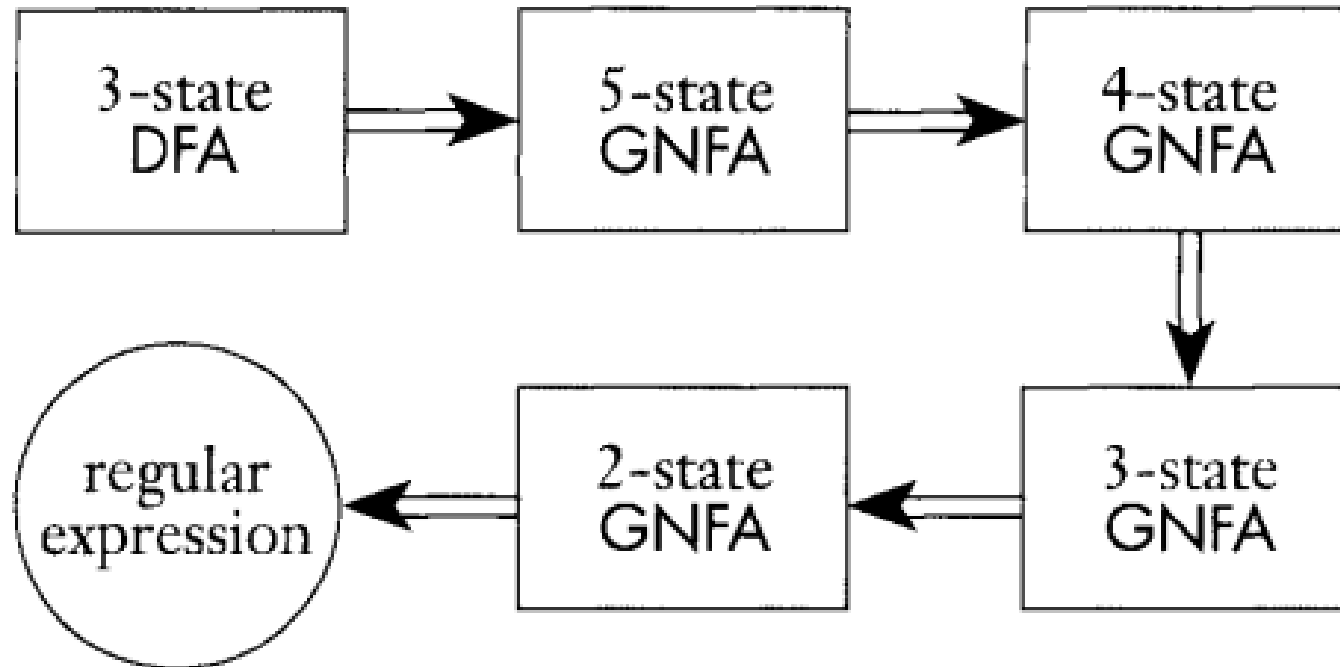 3-state
DFA
5-state
GNFA
4-state
GNFA
3-state
GNFA
2-state
GNFA
regular
expression